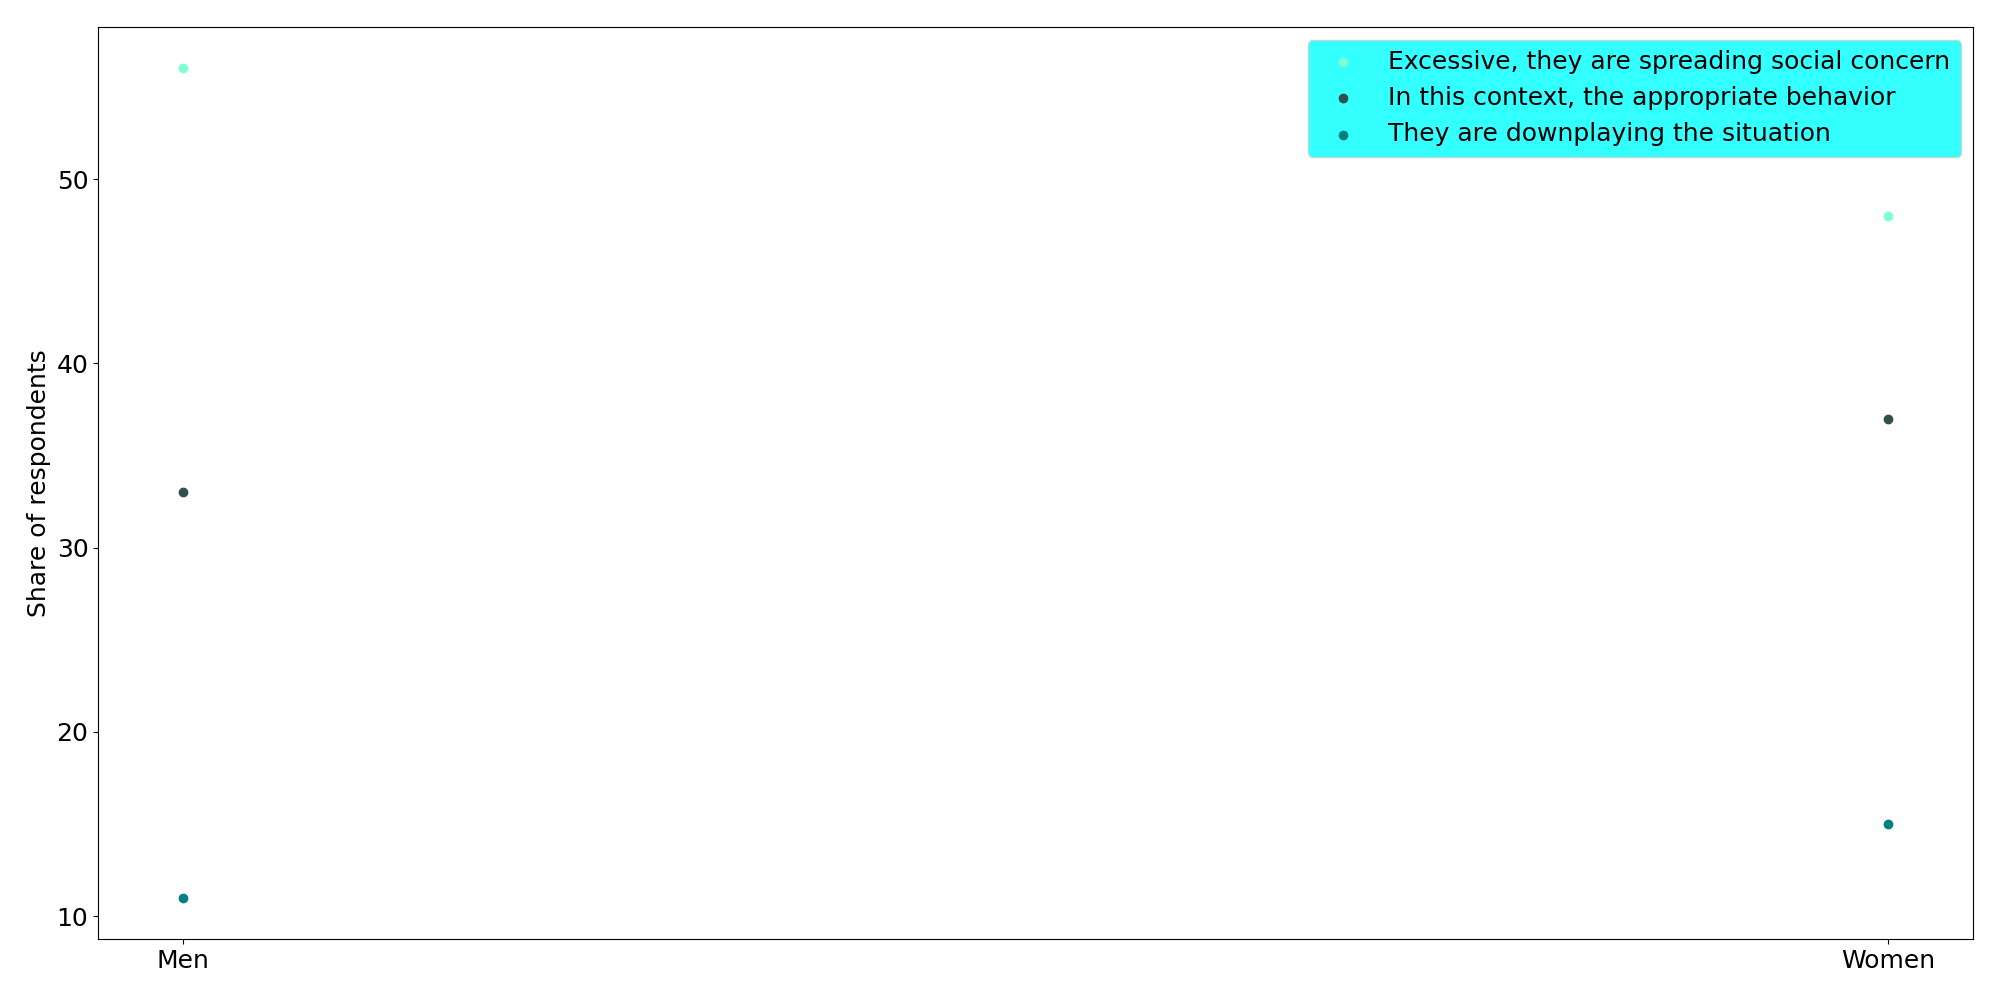 Excessive, they are spreading social concern
In this context, the appropriate behavior
They are downplaying the situation
Share of respondents
50
40
30
20
10
Men
Women